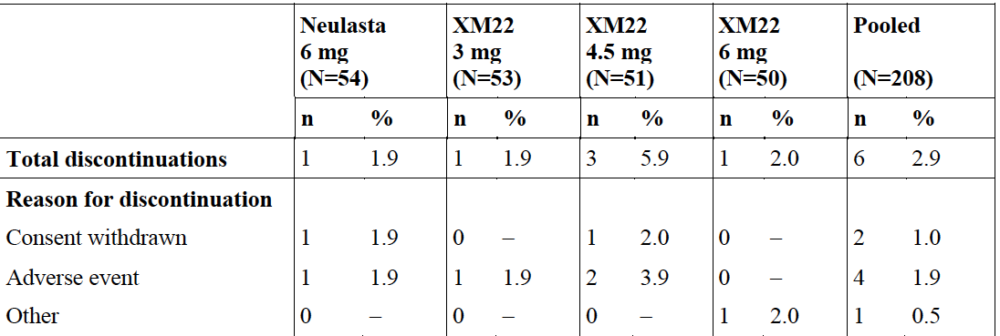 Neulasta 6 mg (N=54) XM22 3 mg (N=53) XM22 4.5 mg (N=51) XM22 6 mg (N=50) Pooled (N=208)
n % n % n % n % n %
Total discontinuations 1 1.9 1 1.9 3 5.9 1 2.0 6 2.9
Reason for discontinuation
Consent withdrawn 1 1.9 0 – 1 2.0 0 – 2 1.0
Adverse event 1 1.9 1 1.9 2 3.9 0 – 4 1.9
Other 0 – 0 – 0 – 1 2.0 1 0.5